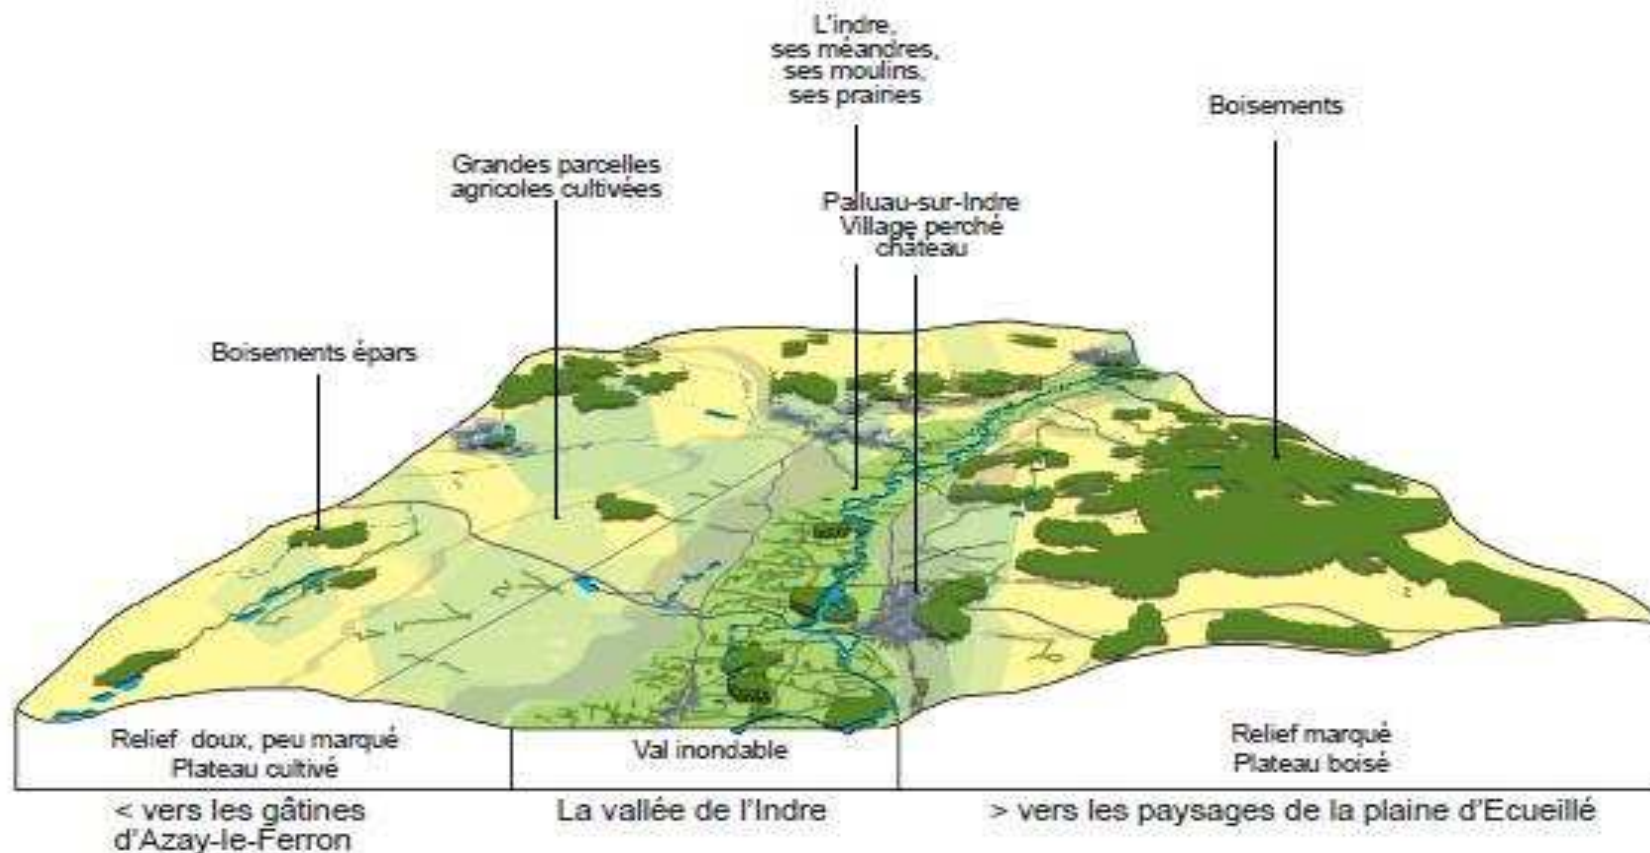 L'indre,
ses méandres,
ses moulins,
ses prairies
Boisements
Grandes parcelles
agricoles cultivées
Palluau-sur-Indre
Village perché
château
Boisements épars
Relief doux, peu marqué
Plateau cultivé
Val inondable
Relief marqué
Plateau boisé
< vers les gâtines
d'Azay-le-Ferron
La vallée de l'Indre
> vers les paysages de la plaine d'Ecueillé